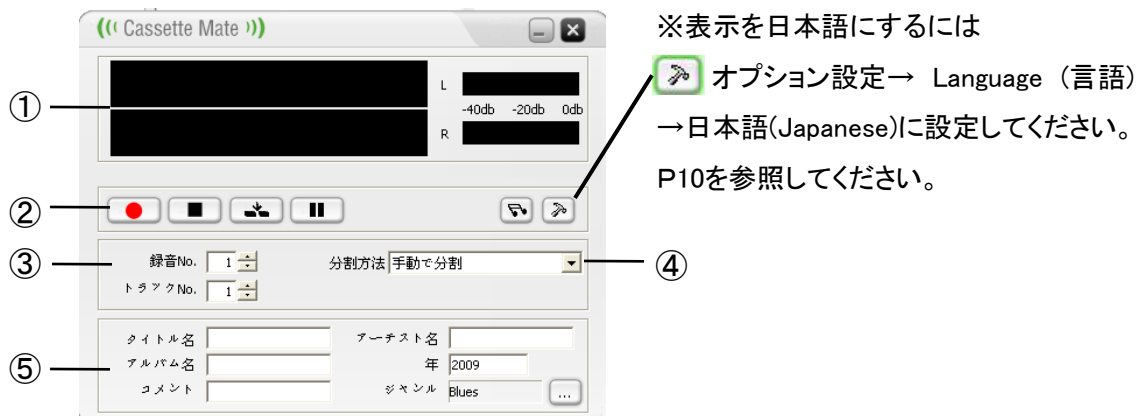 ((( Cassette Mate )))
※表示を日本語にするには
オプション設定→ Language (言語)
→日本語(Japanese)に設定してください。
P10を参照してください。
①
L
-40db -20db 0db
R
②
③
録音No. 1
分割方法 手動で分割
④
トラックNo. 1
⑤
タイトル名
アーチスト名
アルバム名
年 2009
コメント
ジャンル Blues ...